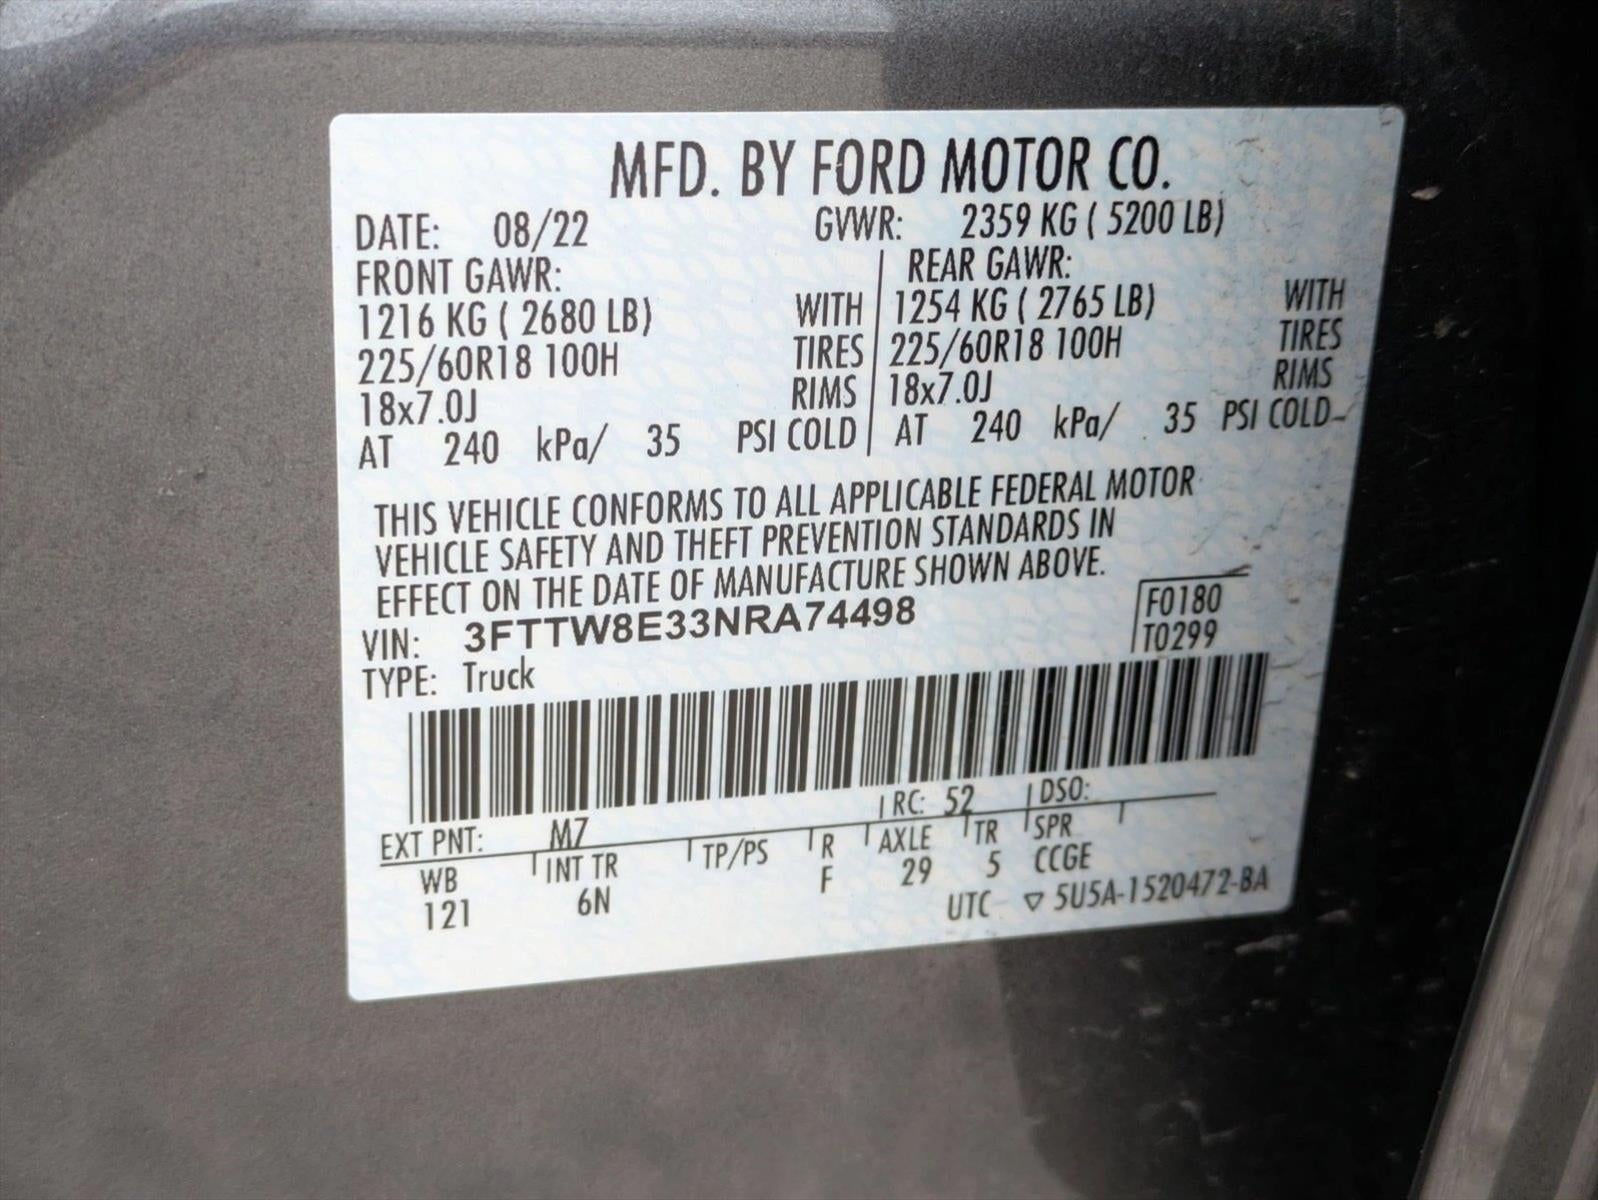 MFD. BY FORD MOTOR CO.
DATE: 08/22 GVWR: 2359 KG ( 5200 LB)
FRONT GAWR: REAR GAWR:
1216 KG ( 2680 LB) WITH 1254 KG ( 2765 LB) WITH
225/60R18 100H TIRES 225/60R18 100H TIRES
18x7.0J RIMS 18x7.0J RIMS
AT 240 kPa/ 35 PSI COLD AT 240 kPa/ 35 PSI COLD
THIS VEHICLE CONFORMS TO ALL APPLICABLE FEDERAL MOTOR
VEHICLE SAFETY AND THEFT PREVENTION STANDARDS IN
EFFECT ON THE DATE OF MANUFACTURE SHOWN ABOVE.
VIN: 3FTTW8E33NRA74498 F0180
TYPE: Truck T0299
EXT PNT: M7 RC: 52 DSO:
WB INT TR TP/PS R AXLE TR SPR
121 6N F 29 5 CCGE
UTC ▽ 5U5A-1520472-BA